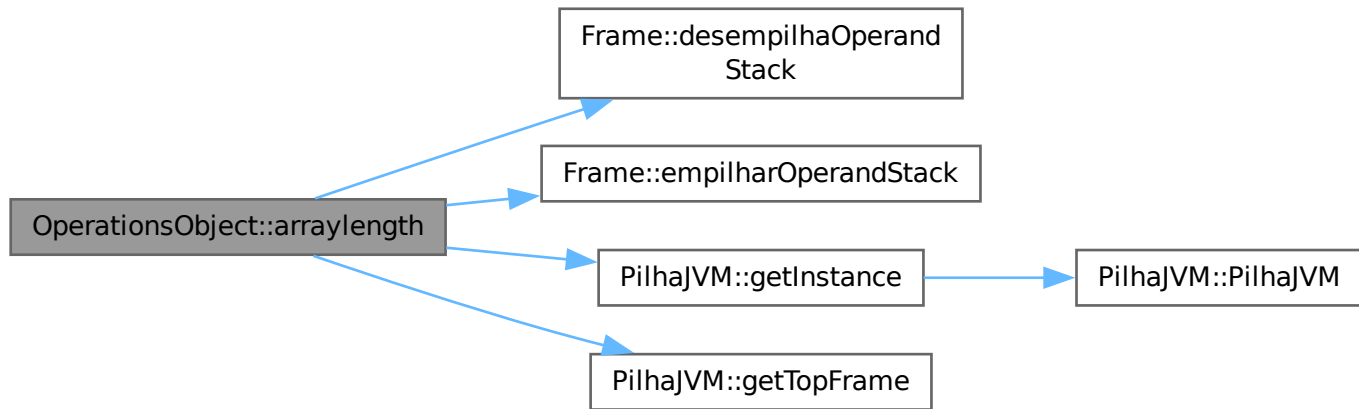 Frame::desempilhaOperand
Stack
Frame::empilharOperandStack
OperationsObject::arraylength
PilhaJVM::getInstance
PilhaJVM::PilhaJVM
PilhaJVM::getTopFrame